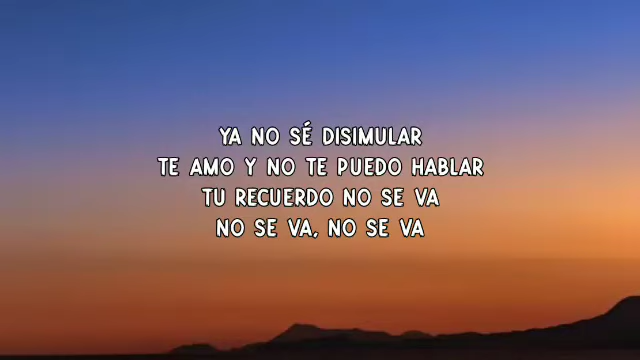 YA NO SÉ DISIMULAR
TE AMO Y NO TE PUEDO HABLAR
TU RECUERDO NO SE VA
NO SE VA, NO SE VA